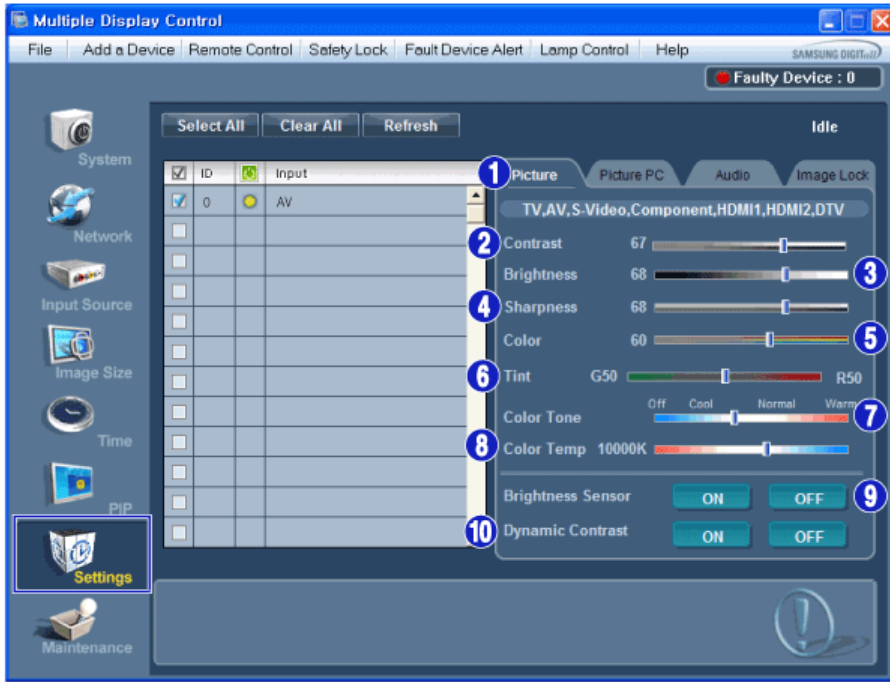 Multiple Display Control
File Add a Device Remote Control Safety Lock Fault Device Alert Lamp Control Help SAMSUNG DIGITall
Faulty Device : 0
Select All Clear All Refresh Idle
System
Network
Input Source
Image Size
Time
PIP
Settings
Maintenance
ID Input
0 AV
1 Picture Picture PC Audio Image Lock
TV,AV,S-Video,Component,HDMI1,HDMI2,DTV
2 Contrast 67
Brightness 68 3
4 Sharpness 68
Color 60 5
6 Tint G50 R50
Off Cool Normal Warm
Color Tone 7
8 Color Temp 10000K
Brightness Sensor ON OFF 9
10 Dynamic Contrast ON OFF